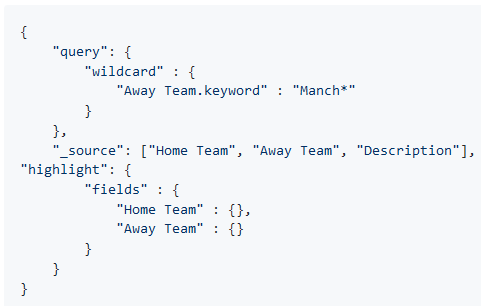 {
    "query": {
        "wildcard" : {
            "Away Team.keyword" : "Manch*"
        }
    },
    "_source": ["Home Team", "Away Team", "Description"],
"highlight": {
        "fields" : {
            "Home Team" : {},
            "Away Team" : {}
        }
    }
}